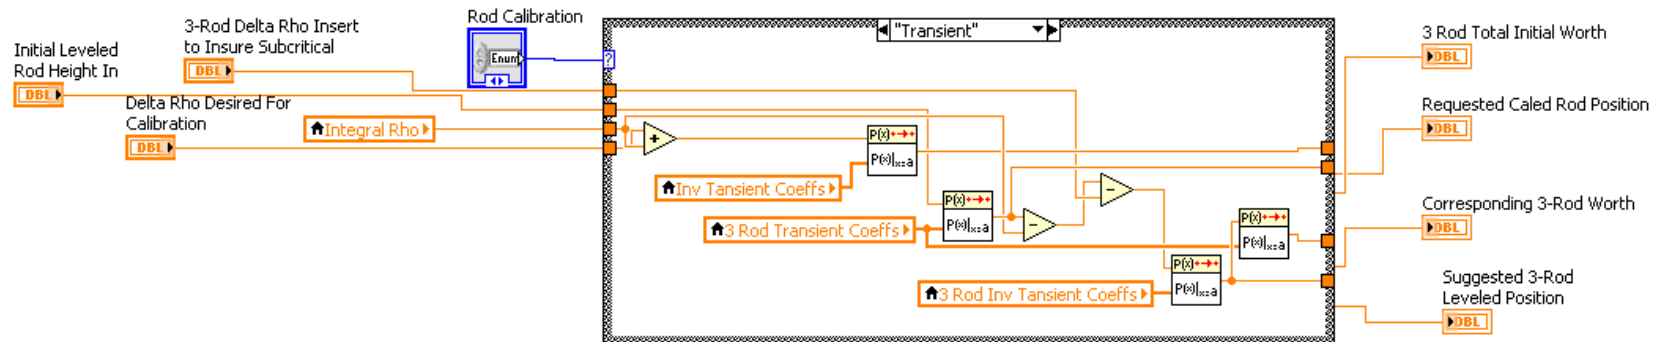 Rod Calibration
3-Rod Delta Rho Insert
to Insure Subcritical
Initial Leveled
Rod Height In
DBL
DBL
Enum
"Transient"
?
Delta Rho Desired For
Calibration
DBL
Integral Rho
+
P(x)
P(x)|x=a
Inv Tansient Coeffs
P(x)
P(x)|x=a
3 Rod Transient Coeffs
-
-
P(x)
P(x)|x=a
P(x)
P(x)|x=a
3 Rod Inv Tansient Coeffs
3 Rod Total Initial Worth
DBL
Requested Caled Rod Position
DBL
Corresponding 3-Rod Worth
DBL
Suggested 3-Rod
Leveled Position
DBL